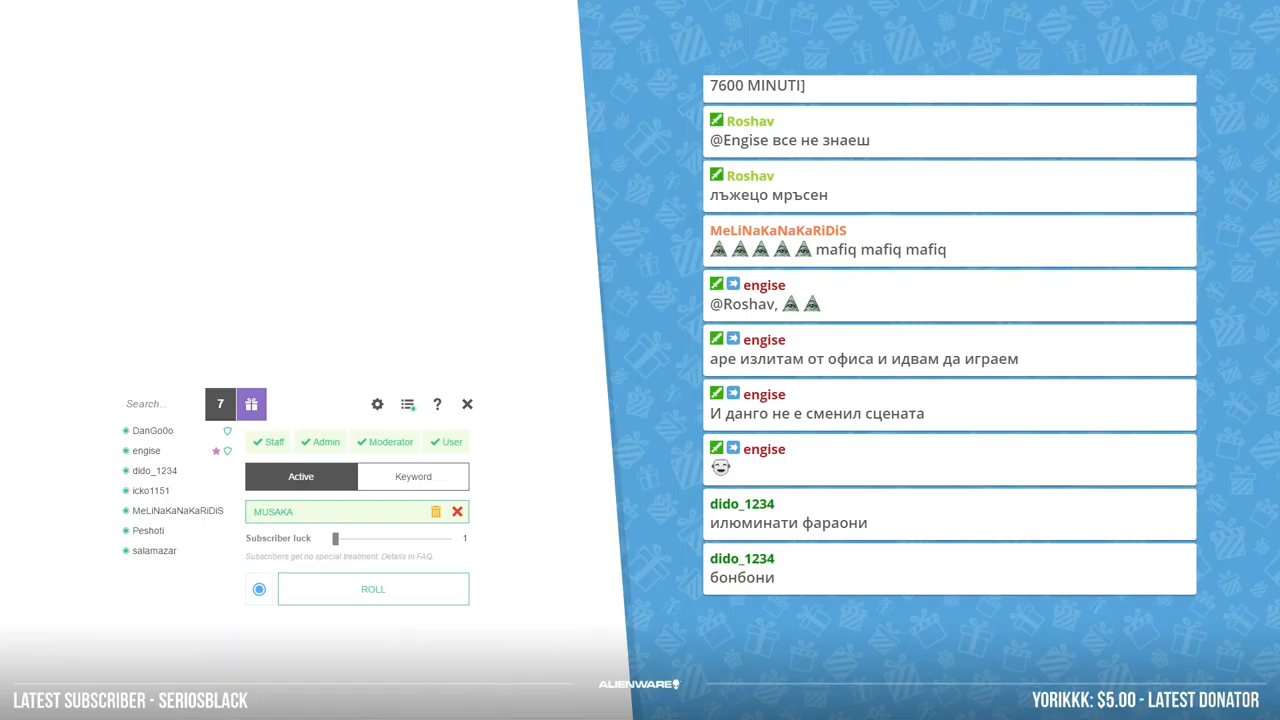 Search...
7
?
DanGo0o
engise
dido_1234
icko1151
MeLiNaKaNaKaRiDiS
Peshoti
salamazar
Staff Admin Moderator User
Active Keyword
MUSAKA
Subscriber luck 1
Subscribers get no special treatment. Details in FAQ.
ROLL
7600 MINUTI]
Roshav
@Engise все не знаеш
Roshav
лъжецо мръсен
MeLiNaKaNaKaRiDiS
mafiq mafiq mafiq
engise
@Roshav,
engise
аре излитам от офиса и идвам да играем
engise
И данго не е сменил сцената
engise
dido_1234
илюминати фараони
dido_1234
бонбони
LATEST SUBSCRIBER - SERIOSBLACK
ALIENWARE
YORIKKK: $5.00 - LATEST DONATOR